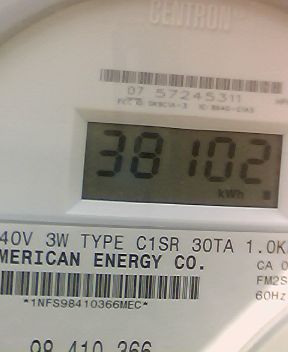 CENTRON
07 57245311
38102
kWh
40V 3W TYPE C1SR 30TA 1.0K
MERICAN ENERGY CO.
CA 0
FM2S
60Hz
*1NFS98410366MEC*
98 410 366